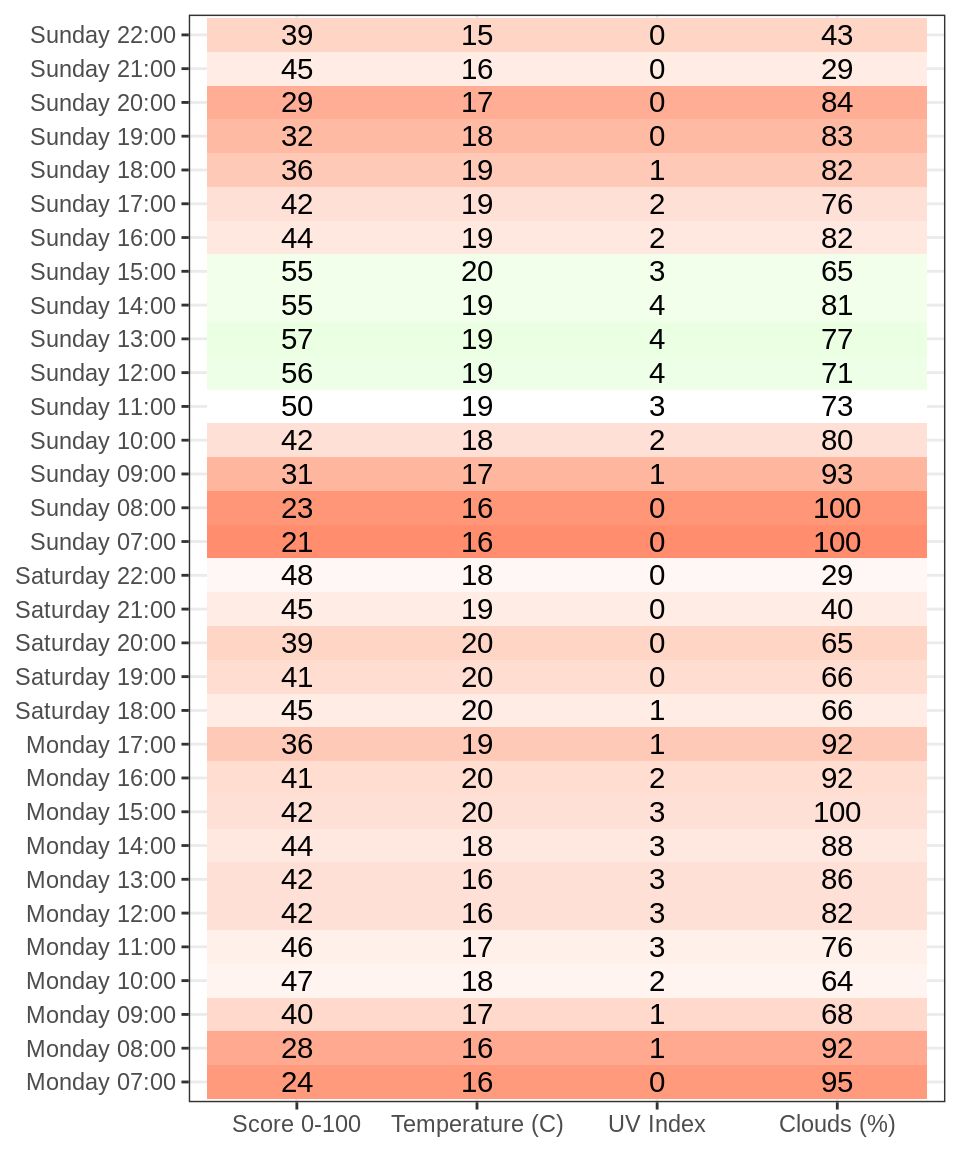 Sunday 22:00 39 15 0 43
Sunday 21:00 45 16 0 29
Sunday 20:00 29 17 0 84
Sunday 19:00 32 18 0 83
Sunday 18:00 36 19 1 82
Sunday 17:00 42 19 2 76
Sunday 16:00 44 19 2 82
Sunday 15:00 55 20 3 65
Sunday 14:00 55 19 4 81
Sunday 13:00 57 19 4 77
Sunday 12:00 56 19 4 71
Sunday 11:00 50 19 3 73
Sunday 10:00 42 18 2 80
Sunday 09:00 31 17 1 93
Sunday 08:00 23 16 0 100
Sunday 07:00 21 16 0 100
Saturday 22:00 48 18 0 29
Saturday 21:00 45 19 0 40
Saturday 20:00 39 20 0 65
Saturday 19:00 41 20 0 66
Saturday 18:00 45 20 1 66
Monday 17:00 36 19 1 92
Monday 16:00 41 20 2 92
Monday 15:00 42 20 3 100
Monday 14:00 44 18 3 88
Monday 13:00 42 16 3 86
Monday 12:00 42 16 3 82
Monday 11:00 46 17 3 76
Monday 10:00 47 18 2 64
Monday 09:00 40 17 1 68
Monday 08:00 28 16 1 92
Monday 07:00 24 16 0 95
Score 0-100 Temperature (C) UV Index Clouds (%)